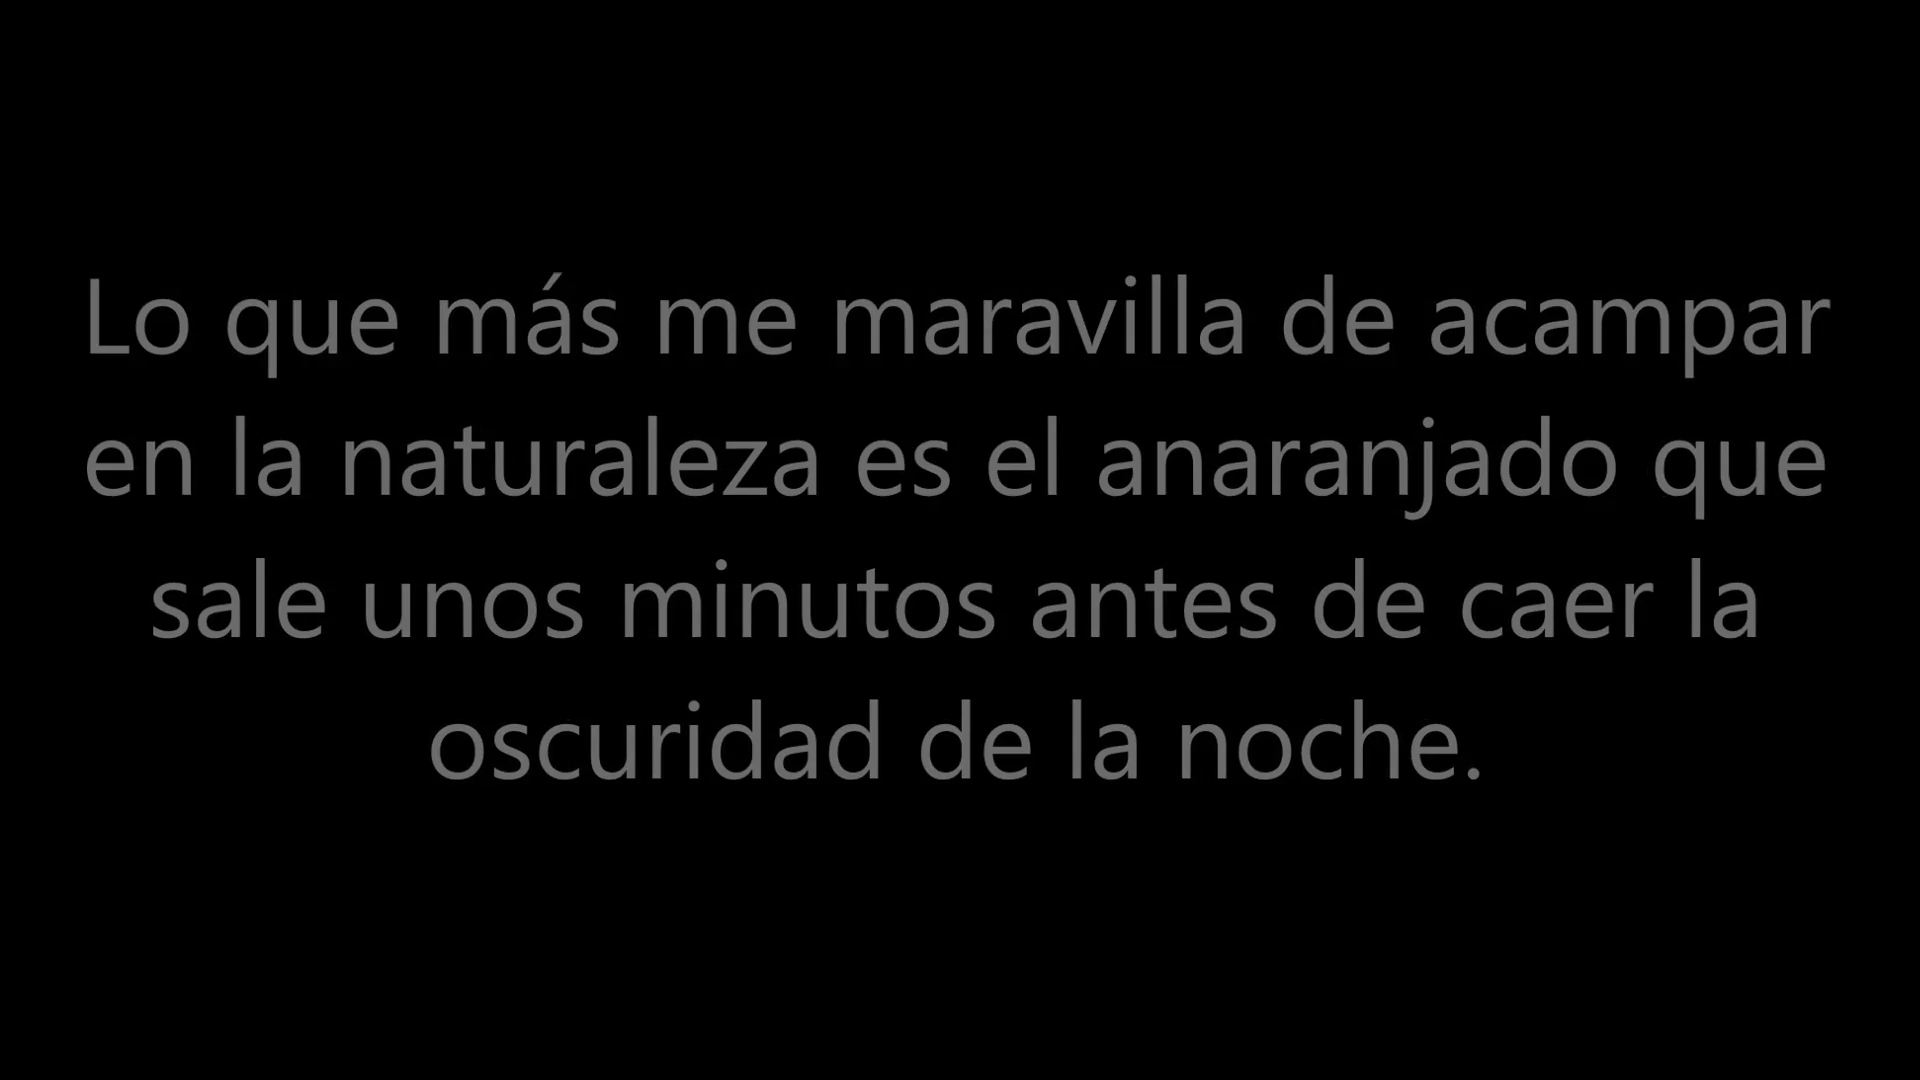 Lo que más me maravilla de acampar
en la naturaleza es el anaranjado que
sale unos minutos antes de caer la
oscuridad de la noche.